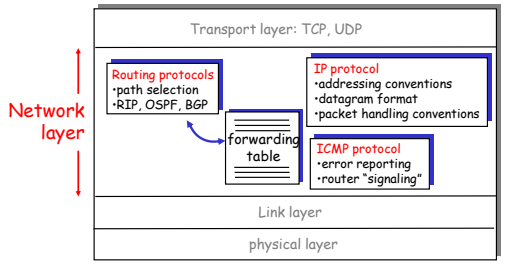 Transport layer: TCP, UDP
Network
layer
Routing protocols
•path selection
•RIP, OSPF, BGP
forwarding
table
IP protocol
•addressing conventions
•datagram format
•packet handling conventions
ICMP protocol
•error reporting
•router “signaling”
Link layer
physical layer